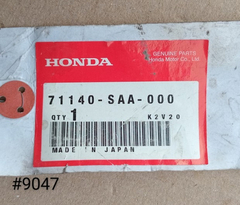 GENUINE PARTS
HONDA Honda Motor Co., Ltd.
71140-SAA-000
QTY 1 K2V20
MADE IN JAPAN
#9047